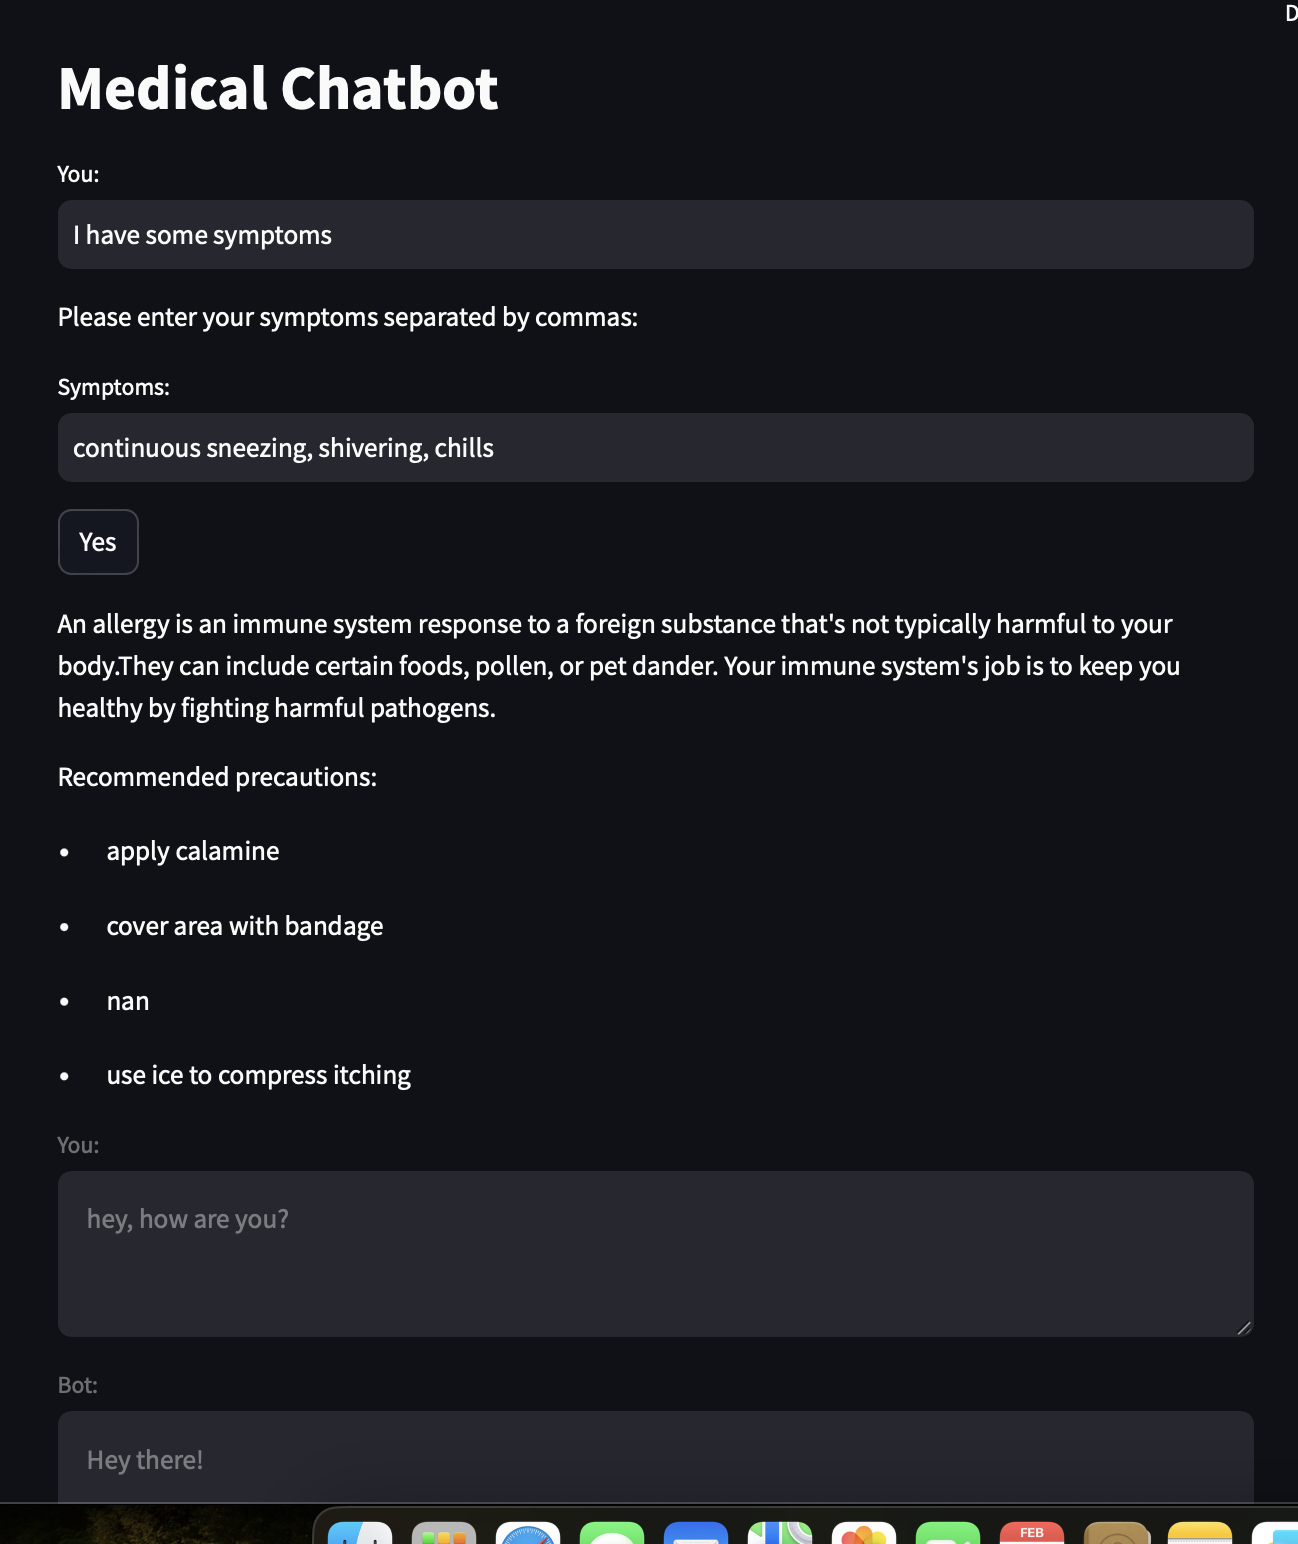 D
Medical Chatbot
You:
I have some symptoms
Please enter your symptoms separated by commas:
Symptoms:
continuous sneezing, shivering, chills
Yes
An allergy is an immune system response to a foreign substance that's not typically harmful to your
body.They can include certain foods, pollen, or pet dander. Your immune system's job is to keep you
healthy by fighting harmful pathogens.
Recommended precautions:
• apply calamine
• cover area with bandage
• nan
• use ice to compress itching
You:
hey, how are you?
Bot:
Hey there!
FEB